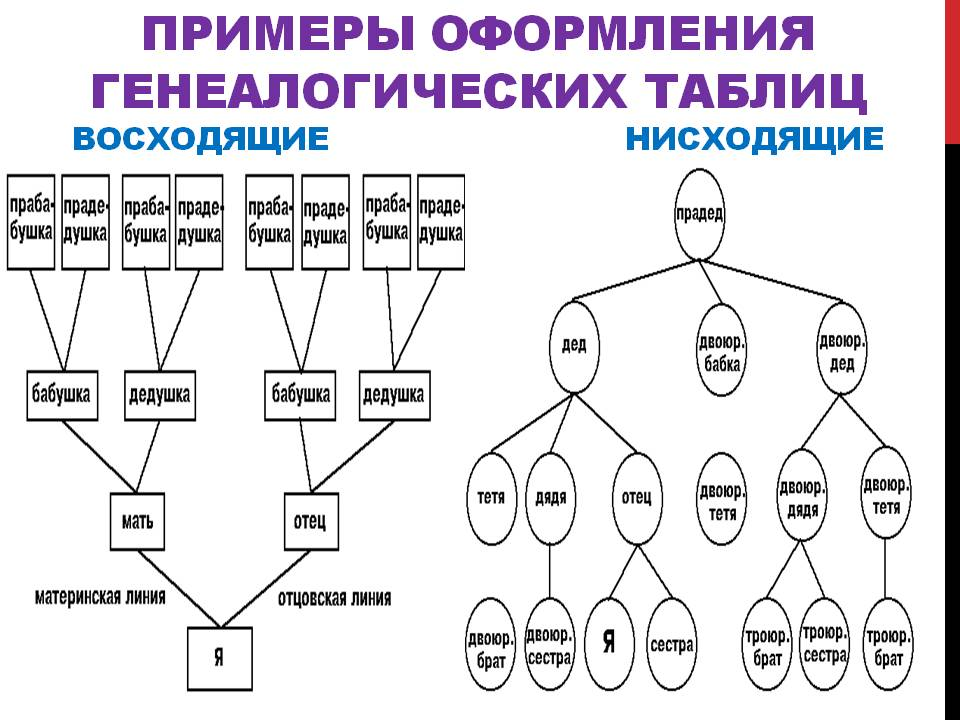 ПРИМЕРЫ ОФОРМЛЕНИЯ
ГЕНЕАЛОГИЧЕСКИХ ТАБЛИЦ
ВОСХОДЯЩИЕ
праба-
бушка
праде-
душка
праба-
бушка
праде-
душка
праба-
бушка
праде-
душка
праба-
бушка
праде-
душка
бабушка
дедушка
бабушка
дедушка
мать
отец
материнская линия
отцовская линия
Я
НИСХОДЯЩИЕ
прадед
дед
двоюр.
бабка
двоюр.
дед
тетя
дядя
отец
двоюр.
тетя
двоюр.
дядя
двоюр.
тетя
двоюр.
брат
двоюр.
сестра
Я
сестра
троюр.
брат
троюр.
сестра
троюр.
брат